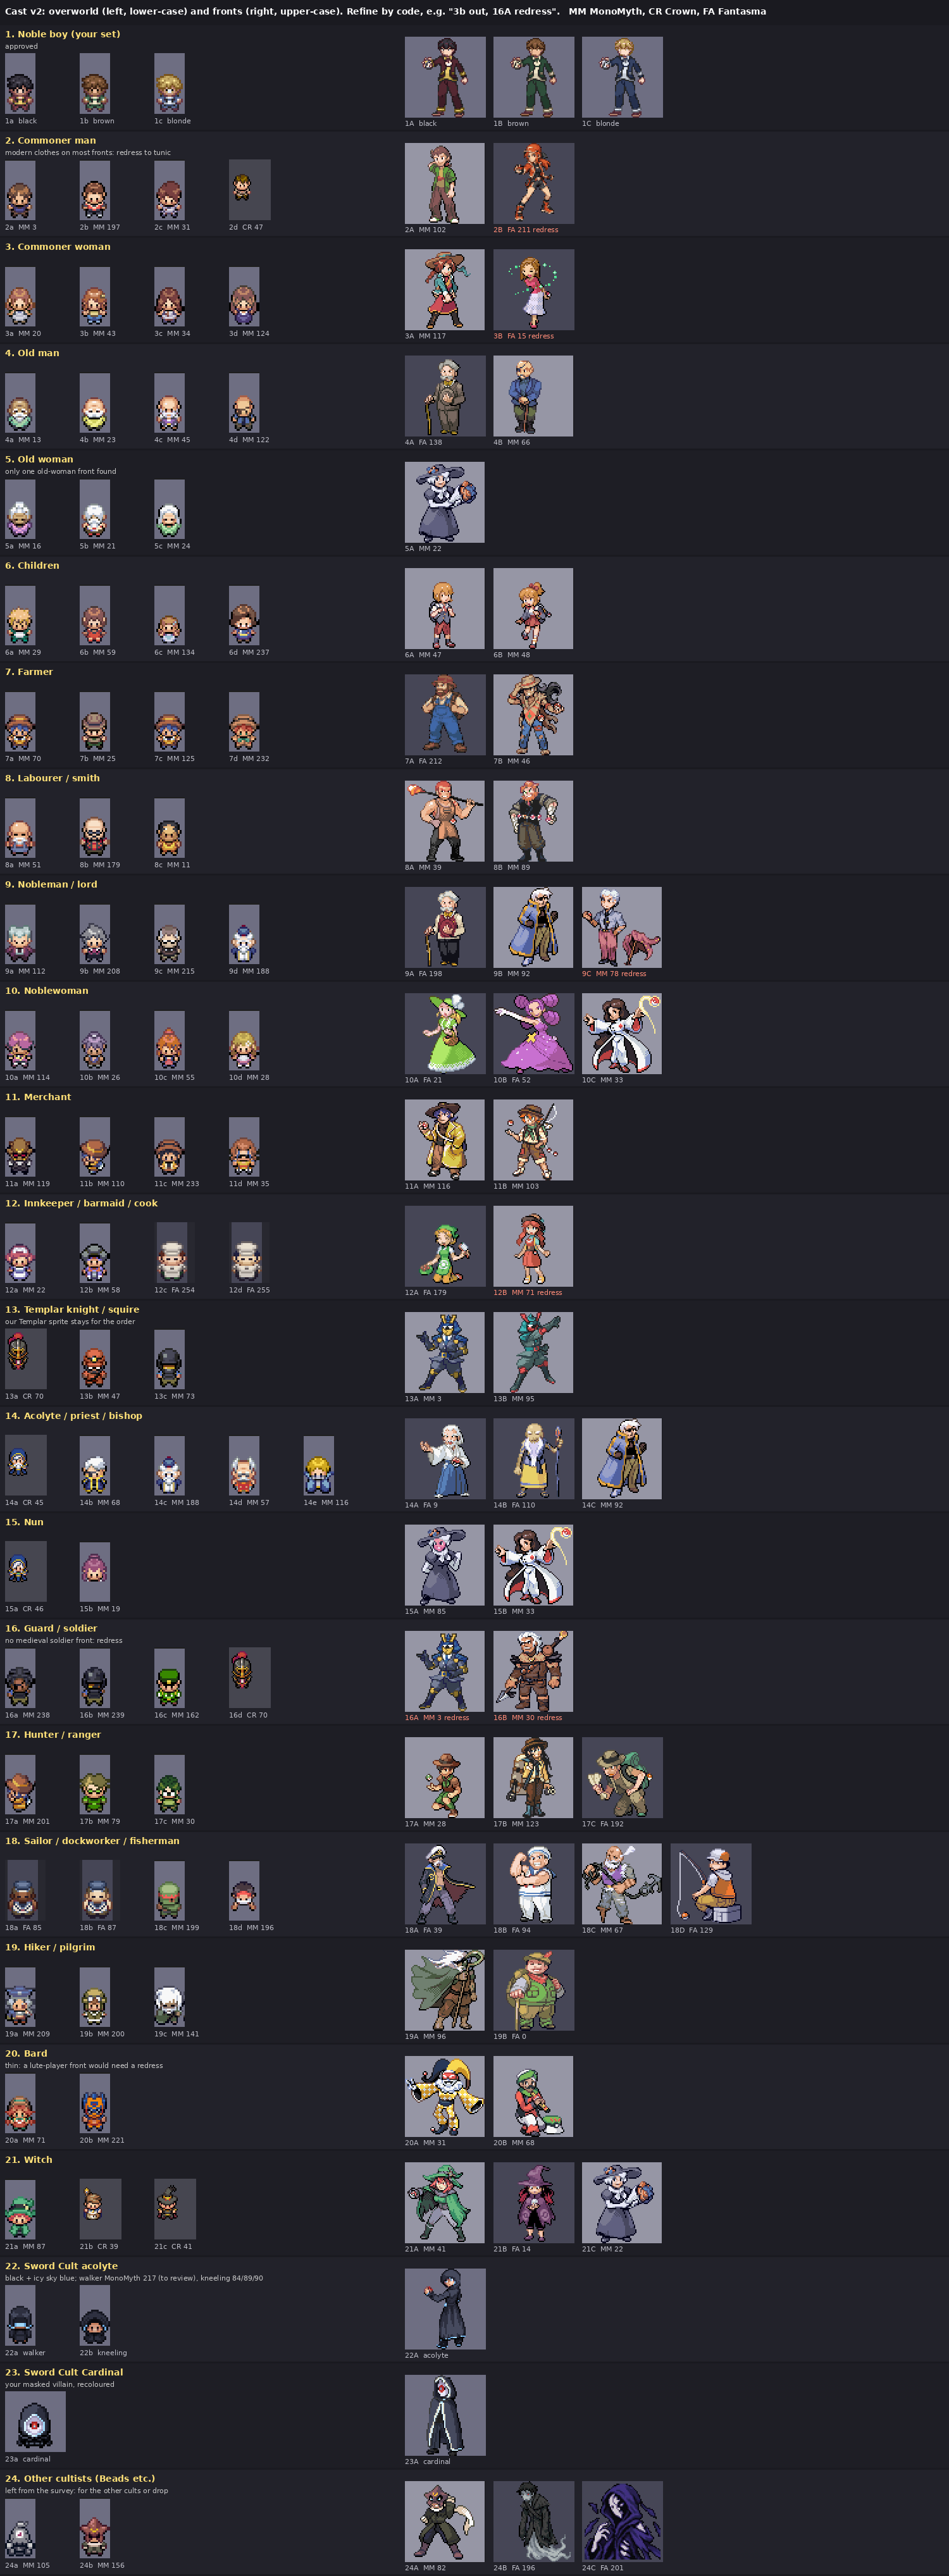 Cast v2: overworld (left, lower-case) and fronts (right, upper-case). Refine by code, e.g. "3b out, 16A redress".   MM MonoMyth, CR Crown, FA Fantasma
1. Noble boy (your set)
approved
1a black   1b brown   1c blonde   1A black   1B brown   1C blonde
2. Commoner man
modern clothes on most fronts: redress to tunic
2a MM 3   2b MM 197   2c MM 31   2d CR 47   2A MM 102   2B FA 211 redress
3. Commoner woman
3a MM 20   3b MM 43   3c MM 34   3d MM 124   3A MM 117   3B FA 15 redress
4. Old man
4a MM 13   4b MM 23   4c MM 45   4d MM 122   4A FA 138   4B MM 66
5. Old woman
only one old-woman front found
5a MM 16   5b MM 21   5c MM 24   5A MM 22
6. Children
6a MM 29   6b MM 59   6c MM 134   6d MM 237   6A MM 47   6B MM 48
7. Farmer
7a MM 70   7b MM 25   7c MM 125   7d MM 232   7A FA 212   7B MM 46
8. Labourer / smith
8a MM 51   8b MM 179   8c MM 11   8A MM 39   8B MM 89
9. Nobleman / lord
9a MM 112   9b MM 208   9c MM 215   9d MM 188   9A FA 198   9B MM 92   9C MM 78 redress
10. Noblewoman
10a MM 114   10b MM 26   10c MM 55   10d MM 28   10A FA 21   10B FA 52   10C MM 33
11. Merchant
11a MM 119   11b MM 110   11c MM 233   11d MM 35   11A MM 116   11B MM 103
12. Innkeeper / barmaid / cook
12a MM 22   12b MM 58   12c FA 254   12d FA 255   12A FA 179   12B MM 71 redress
13. Templar knight / squire
our Templar sprite stays for the order
13a CR 70   13b MM 47   13c MM 73   13A MM 3   13B MM 95
14. Acolyte / priest / bishop
14a CR 45   14b MM 68   14c MM 188   14d MM 57   14e MM 116   14A FA 9   14B FA 110   14C MM 92
15. Nun
15a CR 46   15b MM 19   15A MM 85   15B MM 33
16. Guard / soldier
no medieval soldier front: redress
16a MM 238   16b MM 239   16c MM 162   16d CR 70   16A MM 3 redress   16B MM 30 redress
17. Hunter / ranger
17a MM 201   17b MM 79   17c MM 30   17A MM 28   17B MM 123   17C FA 192
18. Sailor / dockworker / fisherman
18a FA 85   18b FA 87   18c MM 199   18d MM 196   18A FA 39   18B FA 94   18C MM 67   18D FA 129
19. Hiker / pilgrim
19a MM 209   19b MM 200   19c MM 141   19A MM 96   19B FA 0
20. Bard
thin: a lute-player front would need a redress
20a MM 71   20b MM 221   20A MM 31   20B MM 68
21. Witch
21a MM 87   21b CR 39   21c CR 41   21A MM 41   21B FA 14   21C MM 22
22. Sword Cult acolyte
black + icy sky blue; walker MonoMyth 217 (to review), kneeling 84/89/90
22a walker   22b kneeling   22A acolyte
23. Sword Cult Cardinal
your masked villain, recoloured
23a cardinal   23A cardinal
24. Other cultists (Beads etc.)
left from the survey: for the other cults or drop
24a MM 105   24b MM 156   24A MM 82   24B FA 196   24C FA 201